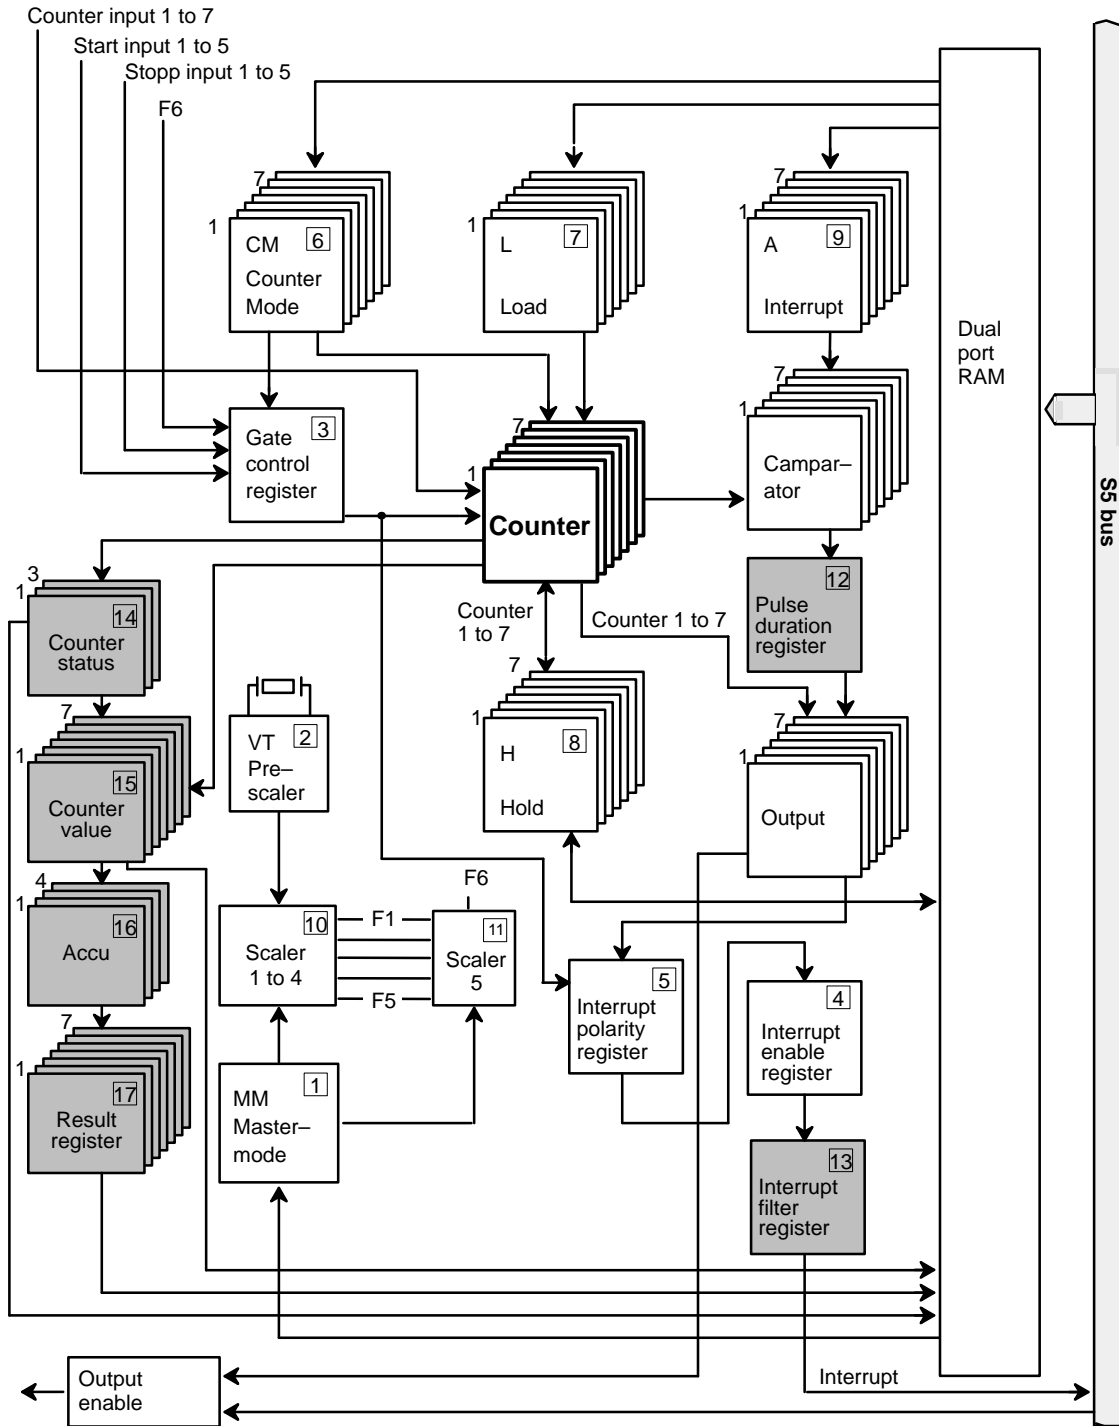 Counter input 1 to 7
Start input 1 to 5
Stopp input 1 to 5
F6
7
1
CM
6
Counter
Mode
7
1
L
7
Load
7
1
A
9
Interrupt
Dual
port
RAM
S5 bus
Gate
3
control
register
7
1
Counter
7
1
Campar–
ator
12
Pulse
duration
register
3
1
14
Counter
status
Counter
1 to 7
Counter 1 to 7
7
1
15
Counter
value
VT
2
Pre–
scaler
7
1
H
8
Hold
7
1
Output
4
1
16
Accu
10
Scaler
1 to 4
F1
F5
F6
11
Scaler
5
5
Interrupt
polarity
register
4
Interrupt
enable
register
7
1
17
Result
register
1
MM
Master–
mode
13
Interrupt
filter
register
Output
enable
Interrupt